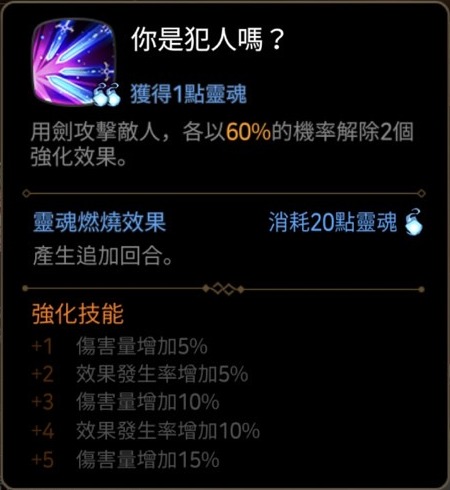 你是犯人嗎？
獲得1點靈魂
用劍攻擊敵人，各以60%的機率解除2個
強化效果。
靈魂燃燒效果 消耗20點靈魂
產生追加回合。
強化技能
+1 傷害量增加5%
+2 效果發生率增加5%
+3 傷害量增加10%
+4 效果發生率增加10%
+5 傷害量增加15%